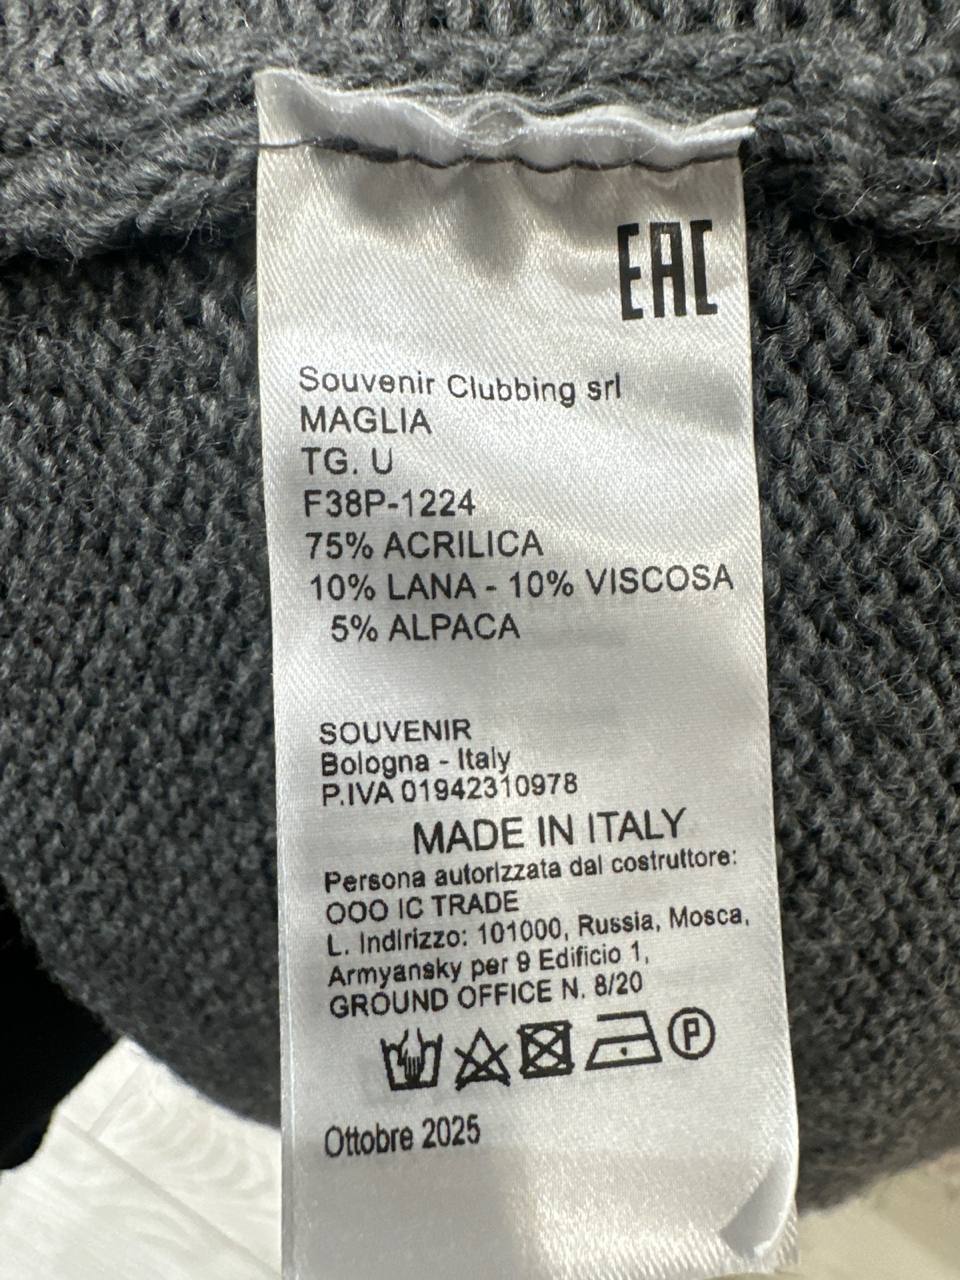 EAC
Souvenir Clubbing srl
MAGLIA
TG. U
F38P-1224
75% ACRILICA
10% LANA - 10% VISCOSA
5% ALPACA
SOUVENIR
Bologna - Italy
P.IVA 01942310978
MADE IN ITALY
Persona autorizzata dal costruttore:
OOO IC TRADE
L. Indirizzo: 101000, Russia, Mosca,
Armyansky per 9 Edificio 1,
GROUND OFFICE N. 8/20
P
Ottobre 2025